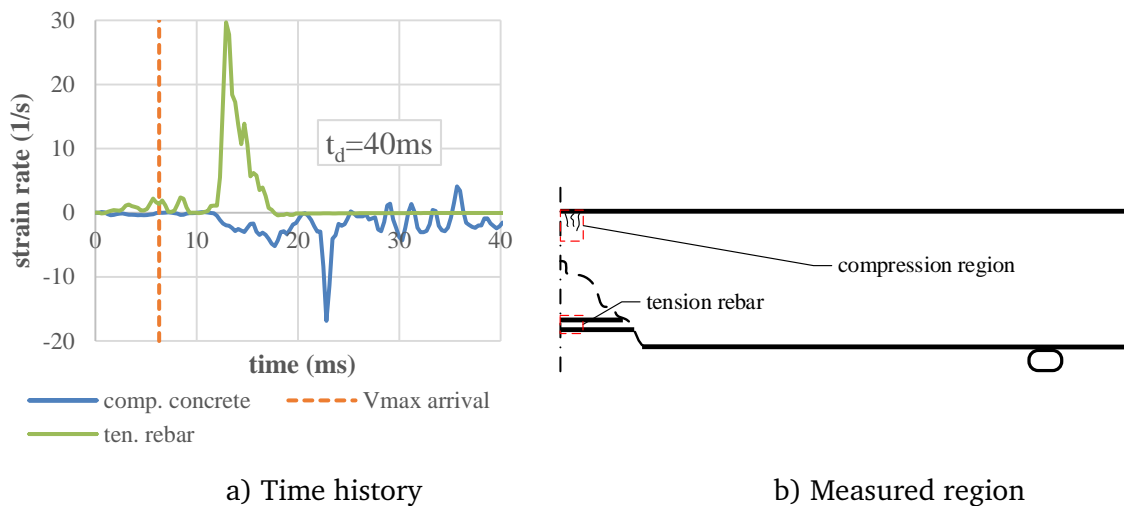 30
20
10
0
-10
-20
strain rate (1/s)
t_d=40ms
0 10 20 30 40
time (ms)
comp. concrete
Vmax arrival
ten. rebar
compression region
tension rebar
a) Time history
b) Measured region